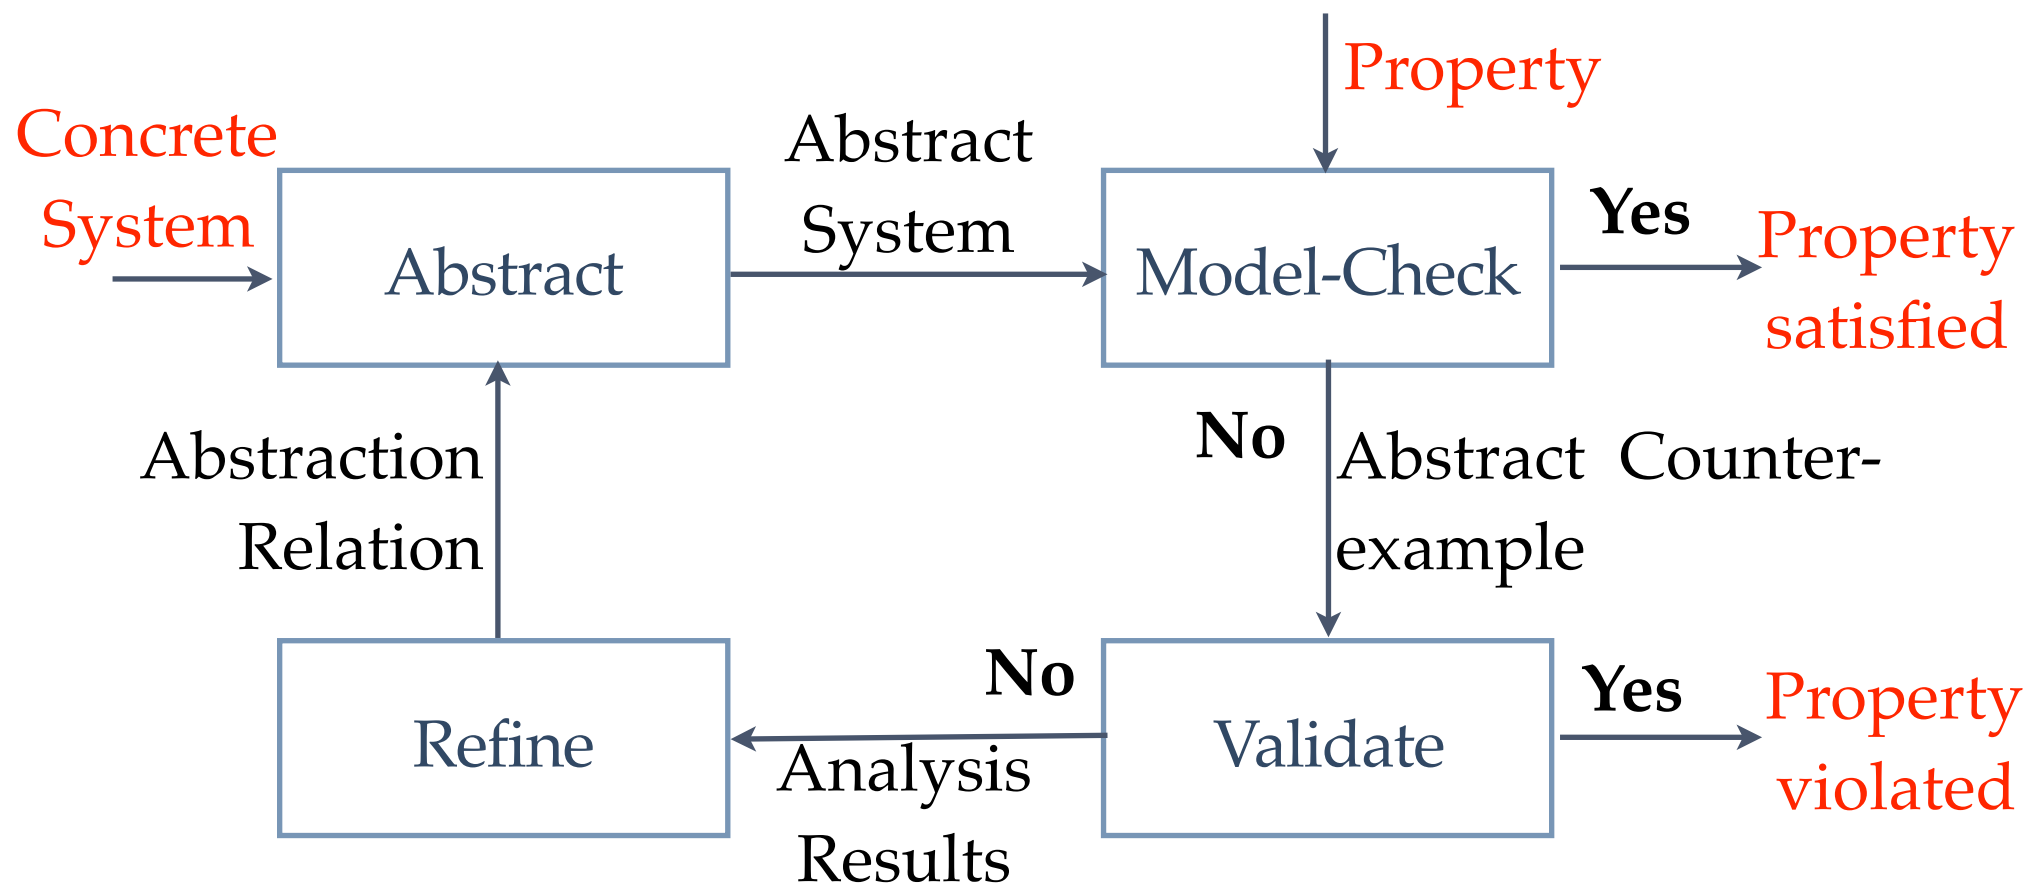 Concrete
System
Abstract
Abstract
System
Property
Model-Check
Yes
Property
satisfied
No
Abstract Counter-
example
Validate
Yes
Property
violated
No
Analysis
Results
Refine
Abstraction
Relation